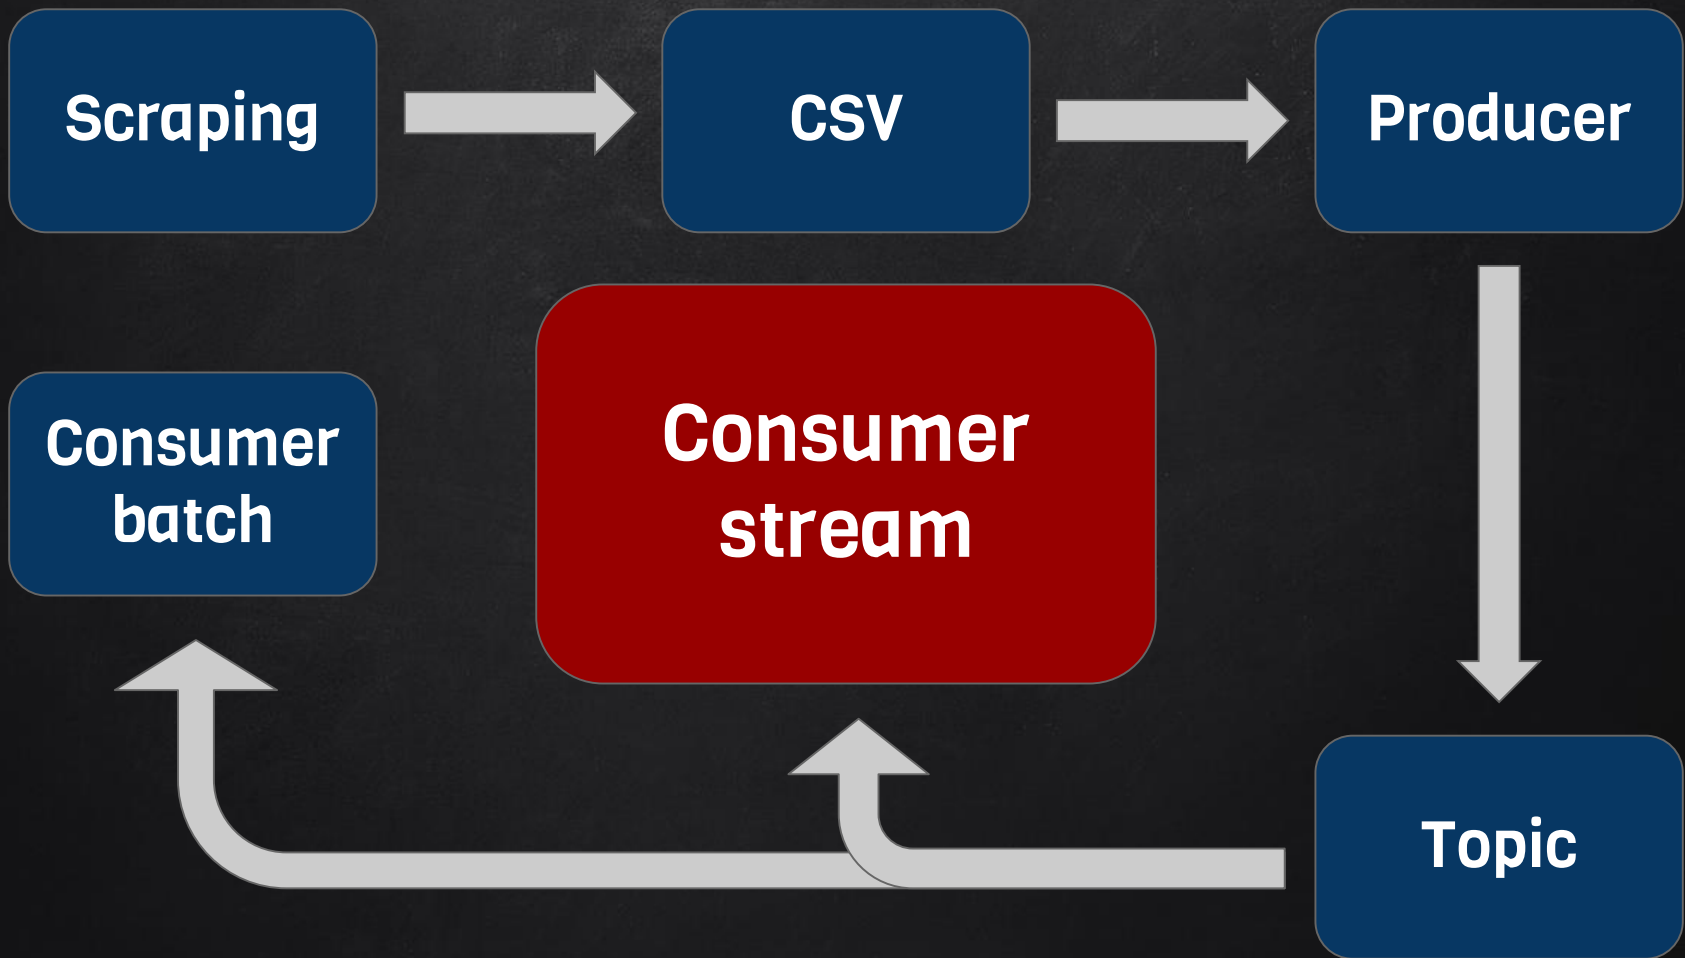 Scraping
CSV
Producer
Consumer
batch
Consumer
stream
Topic